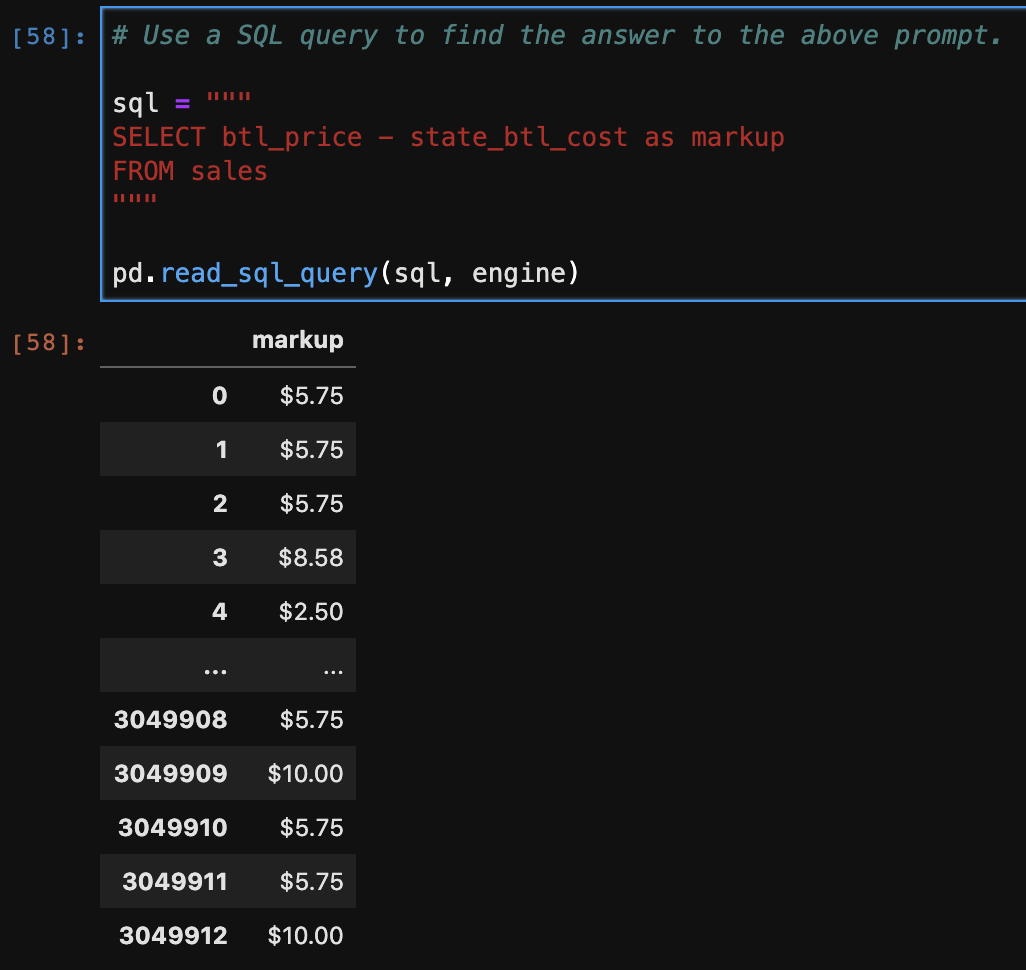 [58]: # Use a SQL query to find the answer to the above prompt.
sql = """
SELECT btl_price - state_btl_cost as markup
FROM sales
"""
pd.read_sql_query(sql, engine)
[58]: markup
0 $5.75
1 $5.75
2 $5.75
3 $8.58
4 $2.50
... ...
3049908 $5.75
3049909 $10.00
3049910 $5.75
3049911 $5.75
3049912 $10.00